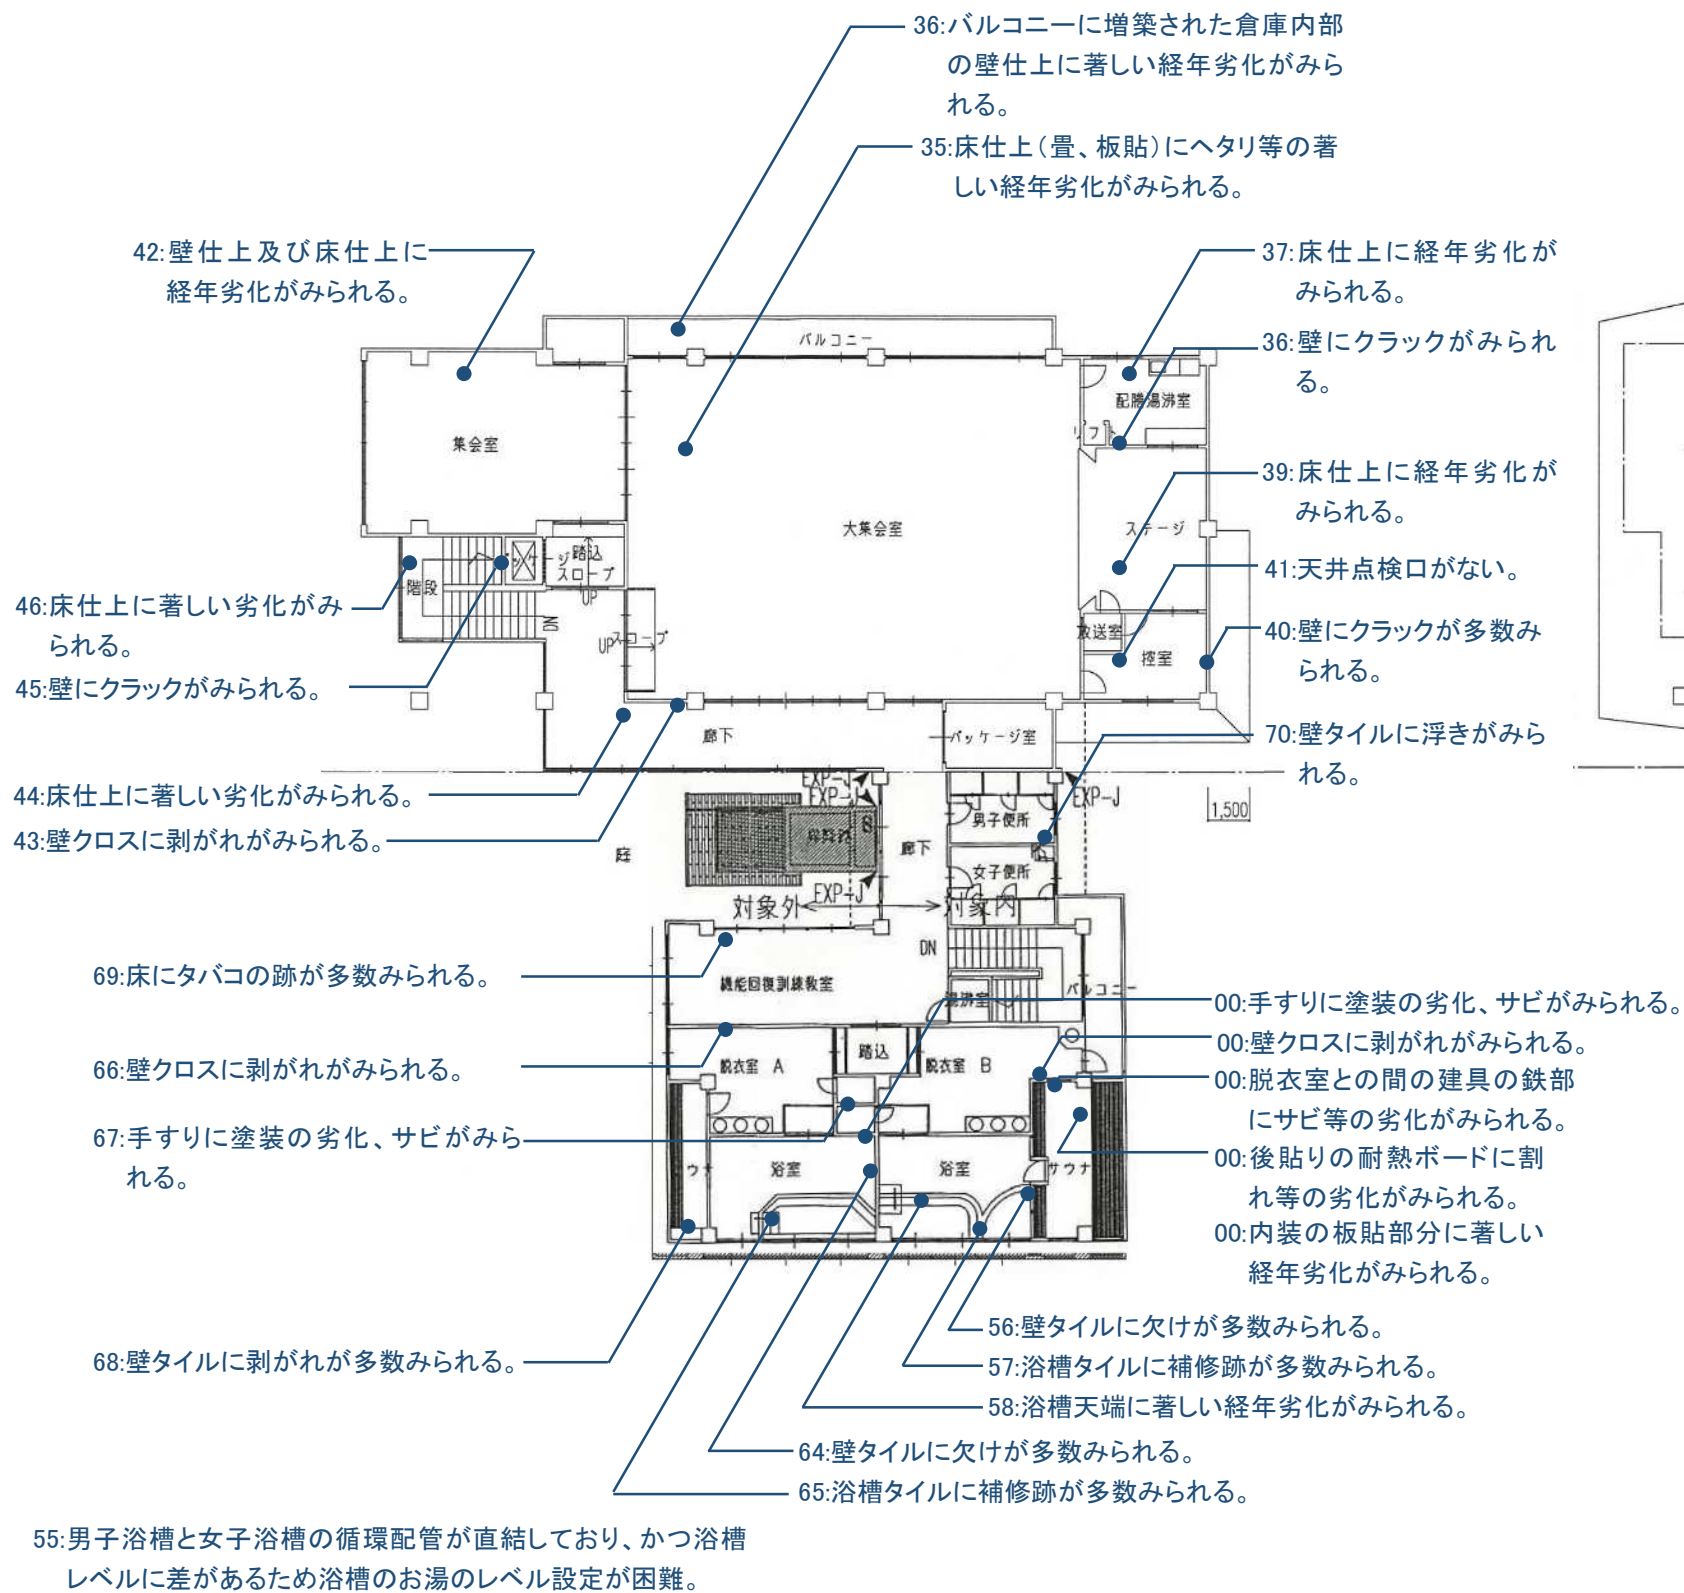 36:バルコニーに増築された倉庫内部
の壁仕上に著しい経年劣化がみら
れる。
35:床仕上(畳、板貼)にヘタリ等の著
しい経年劣化がみられる。
42:壁仕上及び床仕上に
経年劣化がみられる。
37:床仕上に経年劣化が
みられる。
36:壁にクラックがみられ
る。
39:床仕上に経年劣化が
みられる。
41:天井点検口がない。
40:壁にクラックが多数み
られる。
70:壁タイルに浮きがみら
れる。
46:床仕上に著しい劣化がみ
られる。
45:壁にクラックがみられる。
44:床仕上に著しい劣化がみられる。
43:壁クロスに剥がれがみられる。
バルコニー
配膳湯沸室
リフト
集会室
大集会室
ステージ
踏込
スロープ
階段
UP
DN
UP
スロープ
放送室
控室
廊下
パッケージ室
EXP-J
EXP-J
EXP-J
1,500
男子便所
庭
廊下
女子便所
EXP-J
対象外
対象内
DN
機能回復訓練教室
湯沸室
バルコニー
69:床にタバコの跡が多数みられる。
66:壁クロスに剥がれがみられる。
67:手すりに塗装の劣化、サビがみら
れる。
68:壁タイルに剥がれが多数みられる。
脱衣室 A
踏込
脱衣室 B
ウナ
浴室
浴室
サウナ
00:手すりに塗装の劣化、サビがみられる。
00:壁クロスに剥がれがみられる。
00:脱衣室との間の建具の鉄部
にサビ等の劣化がみられる。
00:後貼りの耐熱ボードに割
れ等の劣化がみられる。
00:内装の板貼部分に著しい
経年劣化がみられる。
56:壁タイルに欠けが多数みられる。
57:浴槽タイルに補修跡が多数みられる。
58:浴槽天端に著しい経年劣化がみられる。
64:壁タイルに欠けが多数みられる。
65:浴槽タイルに補修跡が多数みられる。
55:男子浴槽と女子浴槽の循環配管が直結しており、かつ浴槽
レベルに差があるため浴槽のお湯のレベル設定が困難。